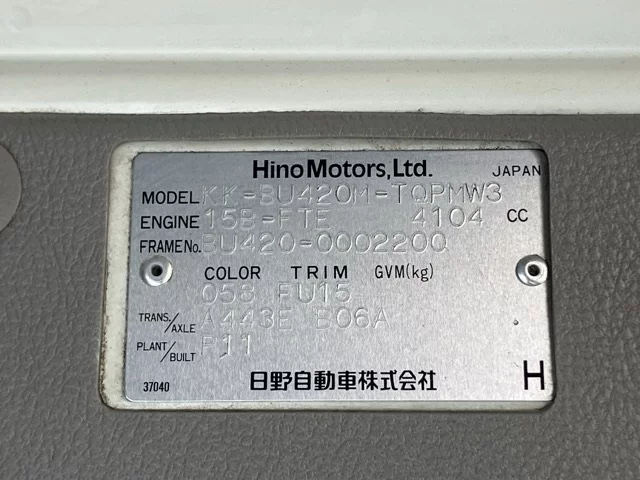 Hino Motors, Ltd. JAPAN
MODEL KK-BU420M-TQPMW3
ENGINE 15B-FTE 4104 CC
FRAME No. BU420-0002200
COLOR TRIM GVM(kg)
058 FU15
TRANS./AXLE A443E B06A
PLANT/BUILT P11
37040 日野自動車株式会社 H